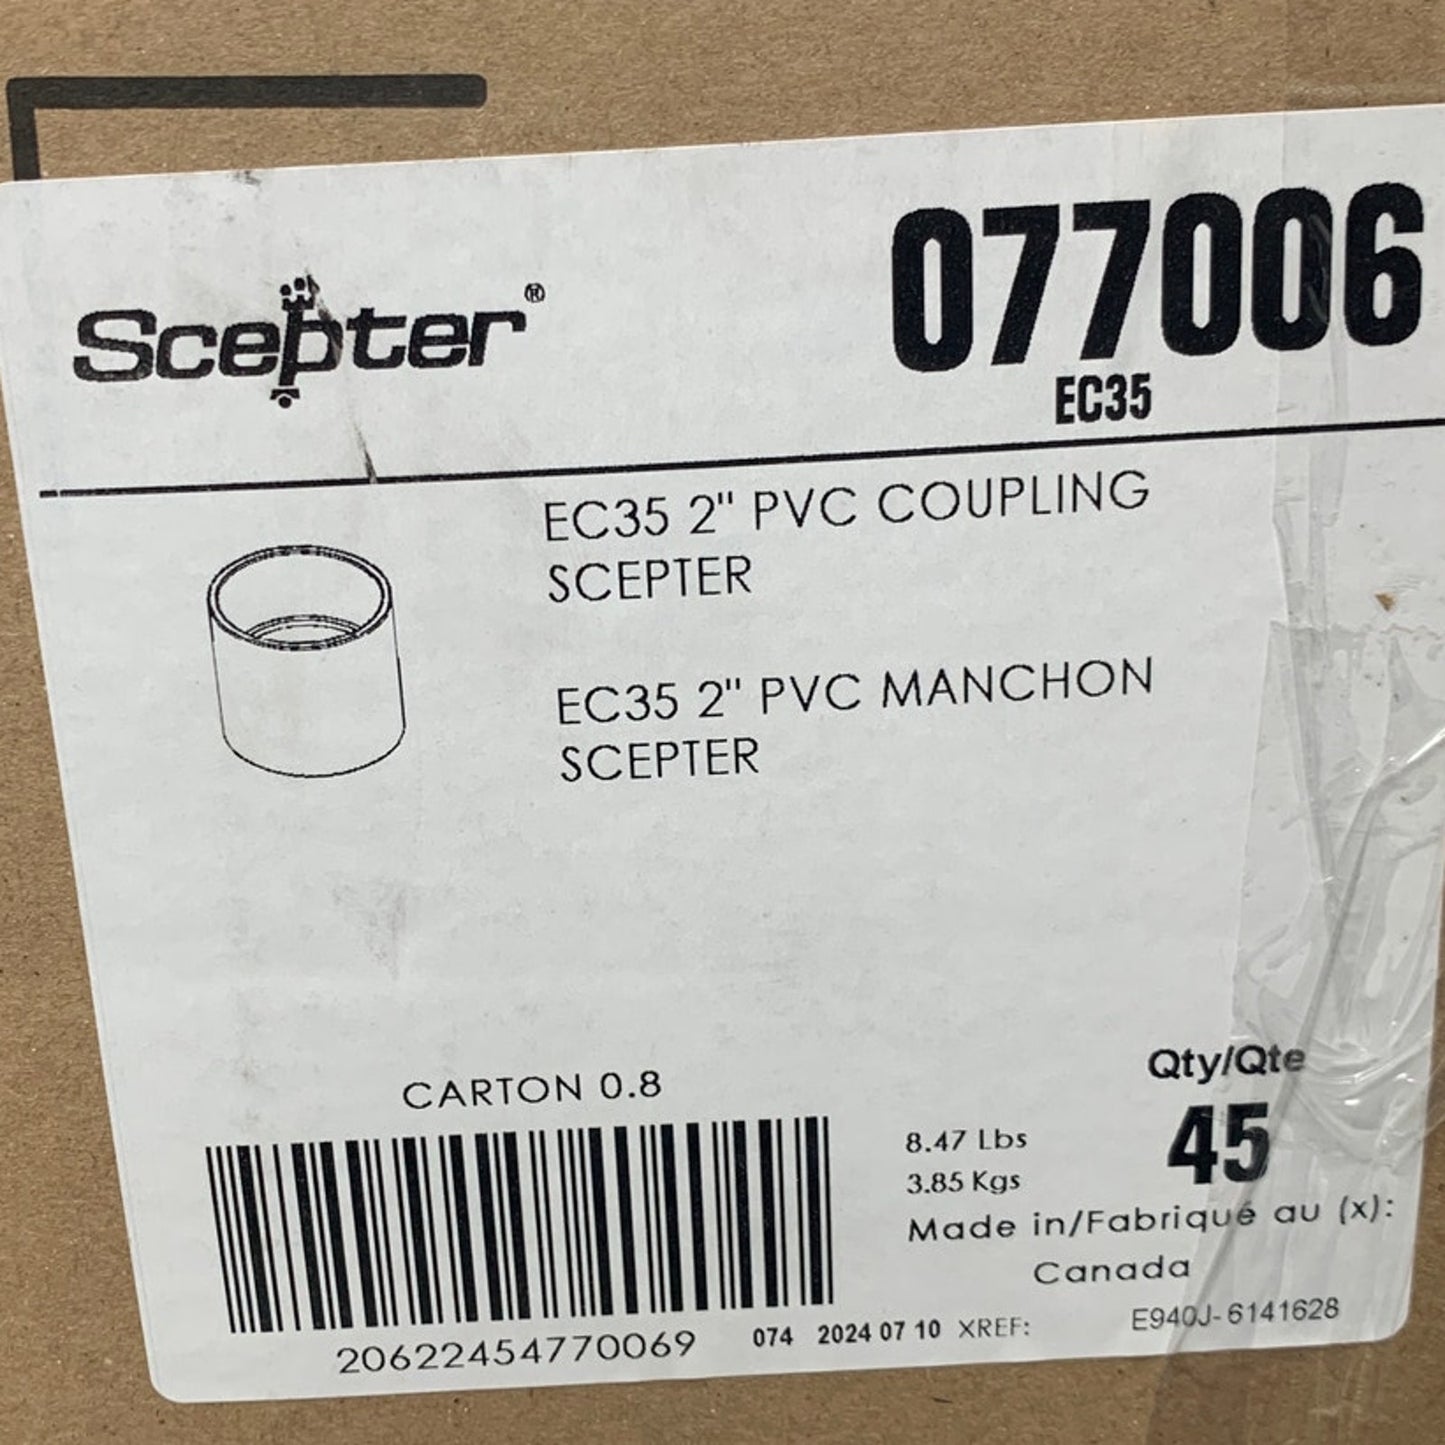 Scepter®
077006
EC35
EC35 2" PVC COUPLING
SCEPTER
EC35 2" PVC MANCHON
SCEPTER
CARTON 0.8
Qty/Qte
45
8.47 Lbs
3.85 Kgs
Made in/Fabriqué au (x):
Canada
20622454770069
074 2024 07 10 XREF: E940J-6141628